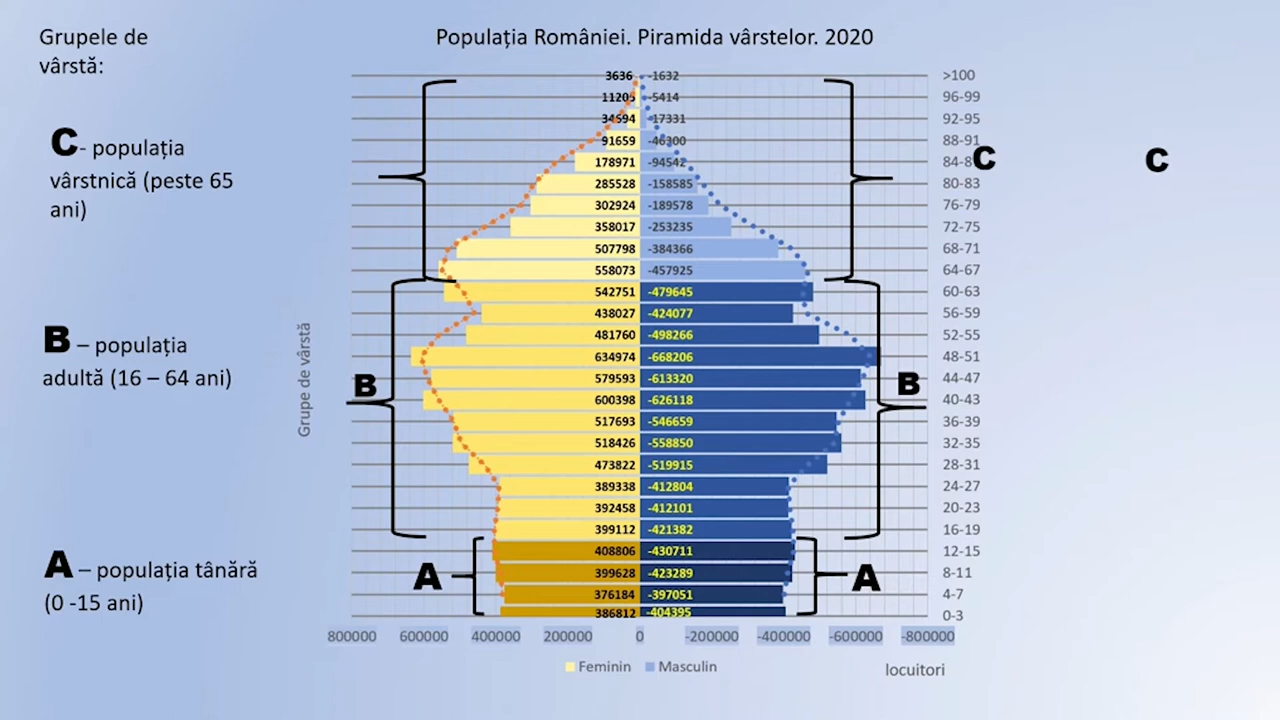 Grupele de
vârstă:
C- populația
vârstnică (peste 65
ani)
B – populația
adultă (16 – 64 ani)
A – populația tânără
(0 -15 ani)
Populația României. Piramida vârstelor. 2020
Grupe de vârstă
3636 -1632 >100
11205 -5414 96-99
34594 -17331 92-95
91659 -46300 88-91
178971 -94542 84-8
C
C
285528 -158585 80-83
302924 -189578 76-79
358017 -253235 72-75
507798 -384366 68-71
558073 -457925 64-67
542751 -479645 60-63
438027 -424077 56-59
481760 -498266 52-55
634974 -668206 48-51
B 579593 -613320 B 44-47
600398 -626118 40-43
517693 -546659 36-39
518426 -558850 32-35
473822 -519915 28-31
389338 -412804 24-27
392458 -412101 20-23
399112 -421382 16-19
408806 -430711 12-15
A 399628 -423289 A 8-11
376184 -397051 4-7
386812 -404395 0-3
800000 600000 400000 200000 0 -200000 -400000 -600000 -800000
Feminin Masculin
locuitori